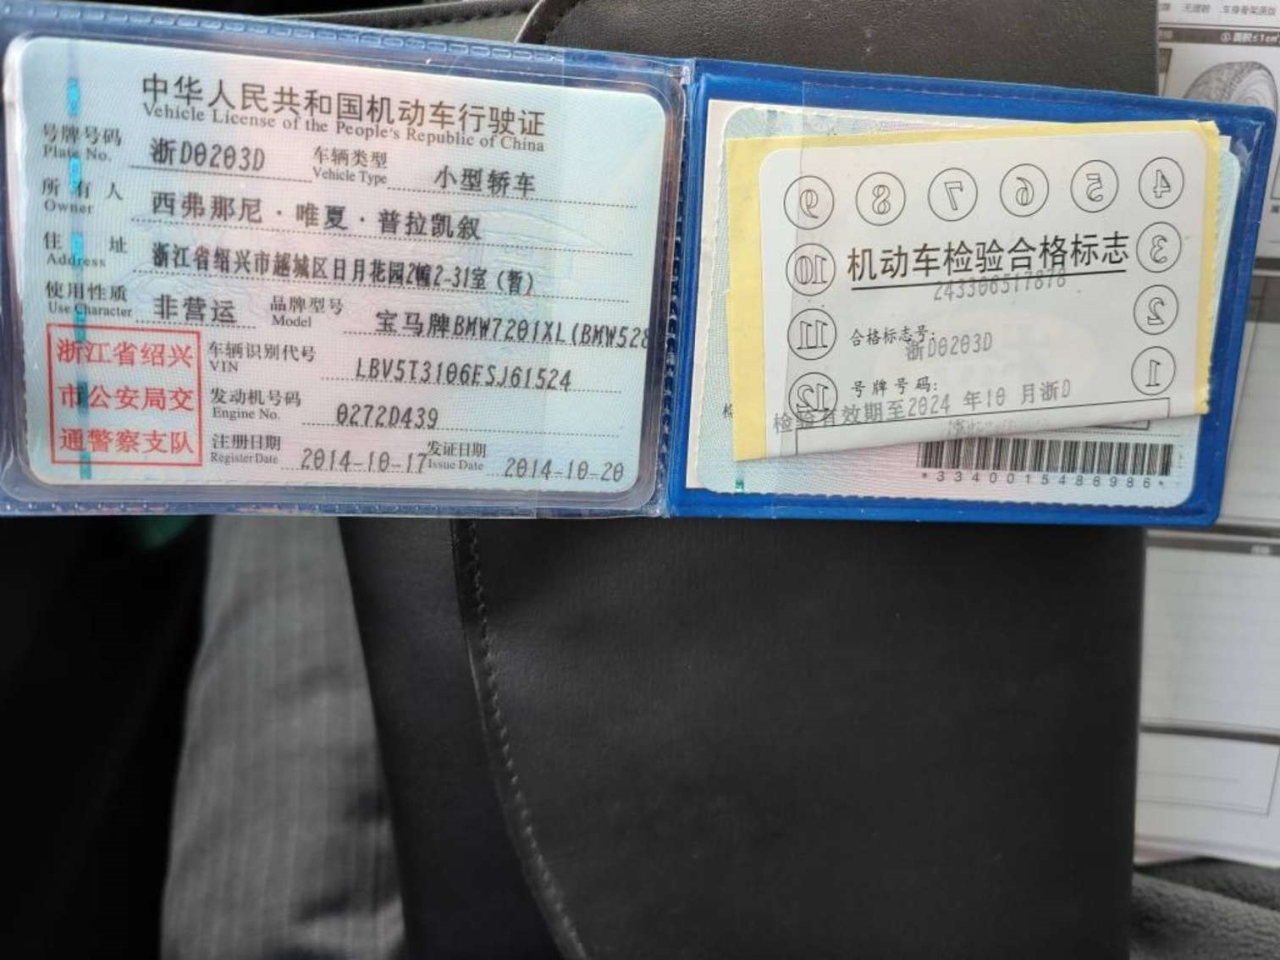 中华人民共和国机动车行驶证
Vehicle License of the People's Republic of China
号牌号码 浙D0203D 车辆类型 小型轿车
Plate No. Vehicle Type
所有人 西弗那尼·唯夏·普拉凯叙
Owner
住址 浙江省绍兴市越城区日月花园2幢2-31室(暂)
Address
使用性质 非营运 品牌型号 宝马牌BMW7201XL(BMW528
Use Character Model
浙江省绍兴
市公安局交
通警察支队
车辆识别代号 LBV5T3106FSJ61524
VIN
发动机号码 0272D439
Engine No.
注册日期 2014-10-17 发证日期 2014-10-20
Register Date Issue Date
⑨ ⑧ ⑦ ⑥ ⑤ ④
⑩ ③
⑪ ②
⑫ ①
机动车检验合格标志
243306517878
合格标志号:
浙D0203D
号牌号码:
检验有效期至2024 年10 月浙D
*3340015486986*